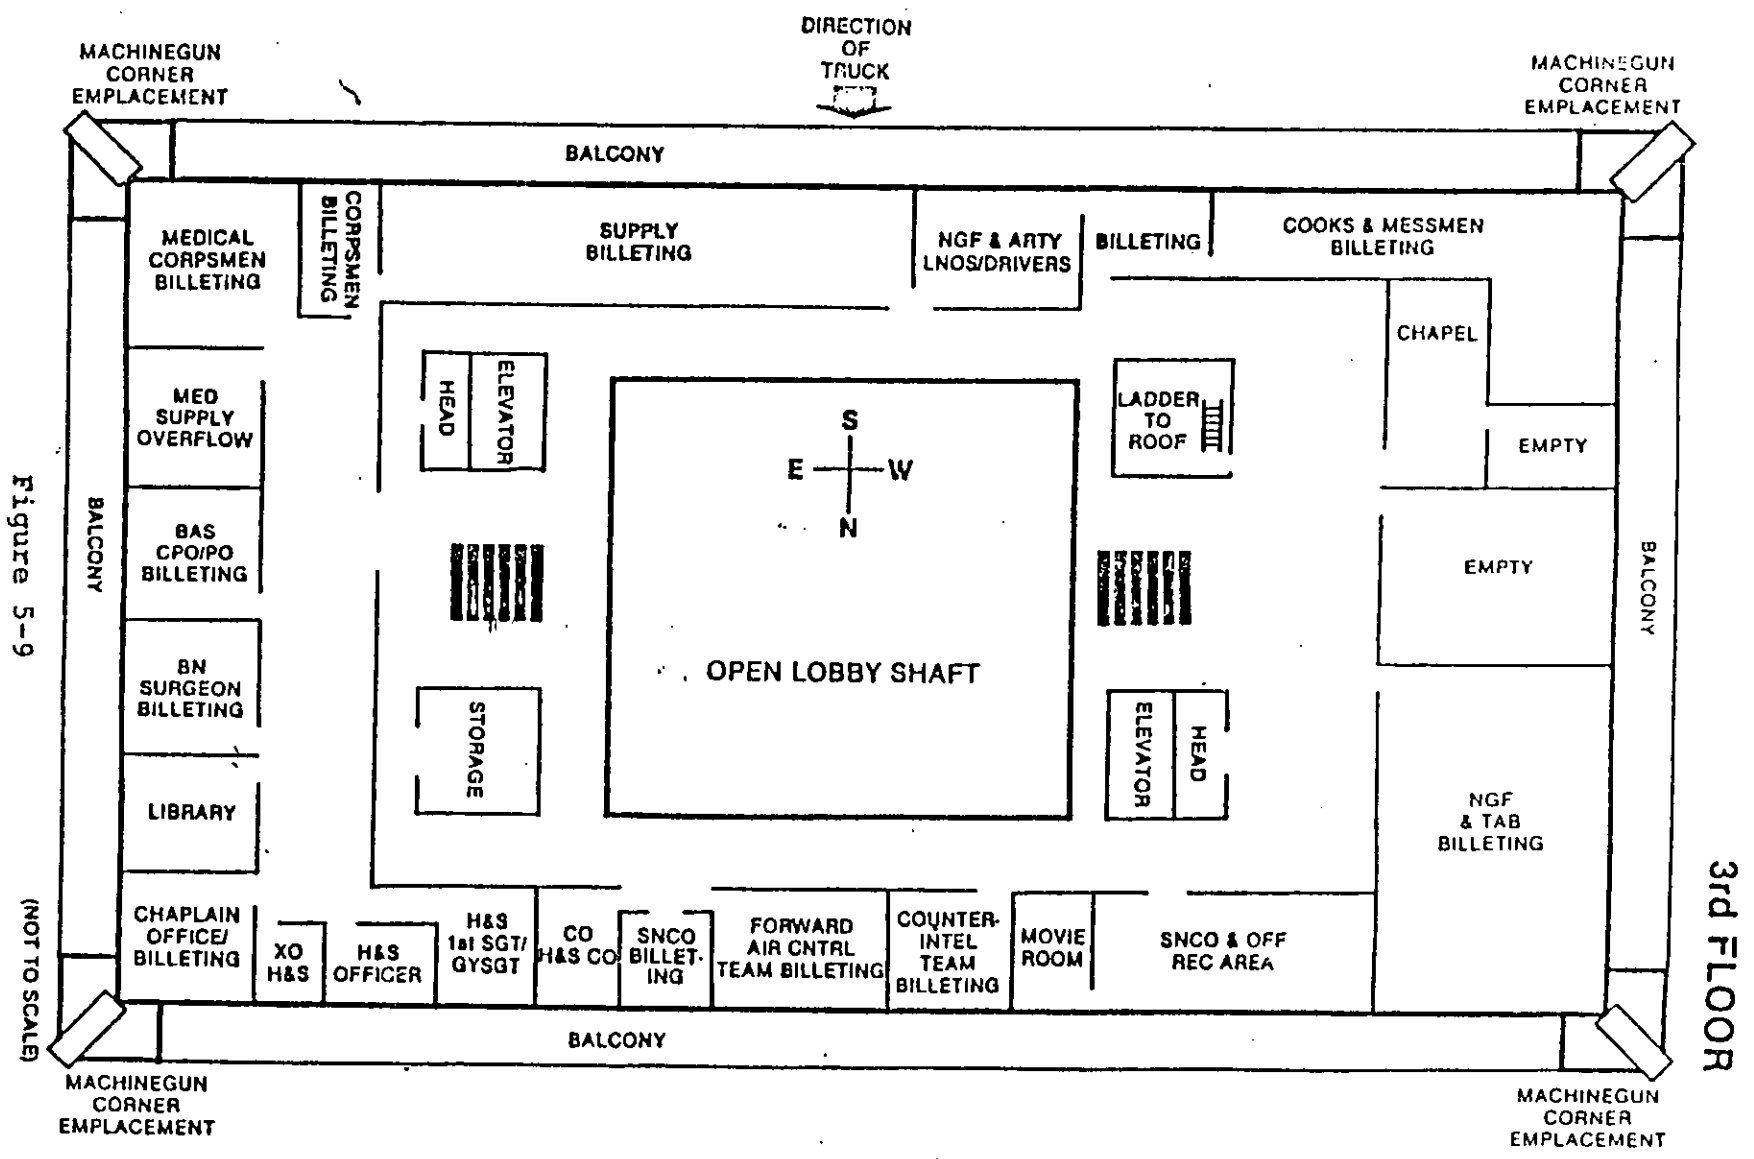 DIRECTION
OF
TRUCK
MACHINEGUN
CORNER
EMPLACEMENT
MACHINEGUN
CORNER
EMPLACEMENT
BALCONY
MEDICAL
CORPSMEN
BILLETING
CORPSMEN
BILLETING
SUPPLY
BILLETING
NGF & ARTY
LNOS/DRIVERS
BILLETING
COOKS & MESSMEN
BILLETING
CHAPEL
HEAD
ELEVATOR
LADDER
TO
ROOF
MED
SUPPLY
OVERFLOW
S
E
W
N
EMPTY
BALCONY
BAS
CPO/PO
BILLETING
EMPTY
BALCONY
BN
SURGEON
BILLETING
OPEN LOBBY SHAFT
STORAGE
ELEVATOR
HEAD
LIBRARY
NGF
& TAB
BILLETING
CHAPLAIN
OFFICE/
BILLETING
XO
H&S
H&S
OFFICER
H&S
1st SGT/
GYSGT
CO
H&S CO
SNCO
BILLET-
ING
FORWARD
AIR CNTRL
TEAM BILLETING
COUNTER-
INTEL
TEAM
BILLETING
MOVIE
ROOM
SNCO & OFF
REC AREA
BALCONY
MACHINEGUN
CORNER
EMPLACEMENT
MACHINEGUN
CORNER
EMPLACEMENT
Figure 5-9
(NOT TO SCALE)
3rd FLOOR